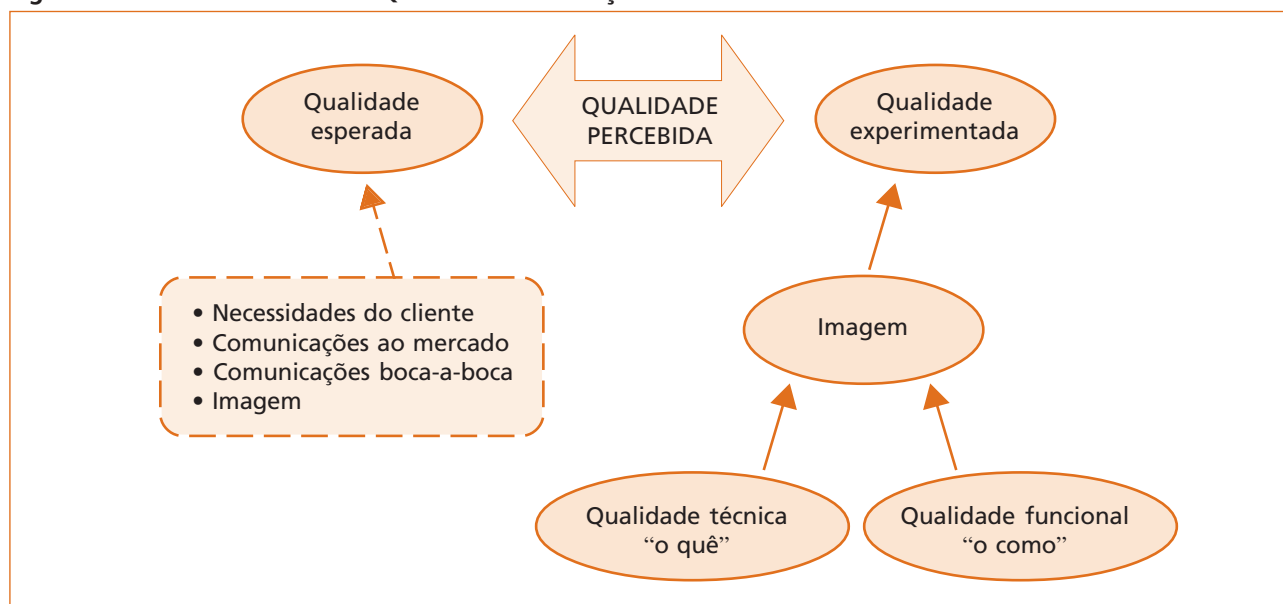 Qualidade
esperada
QUALIDADE
PERCEBIDA
Qualidade
experimentada
• Necessidades do cliente
• Comunicações ao mercado
• Comunicações boca-a-boca
• Imagem
Imagem
Qualidade técnica
“o quê”
Qualidade funcional
“o como”